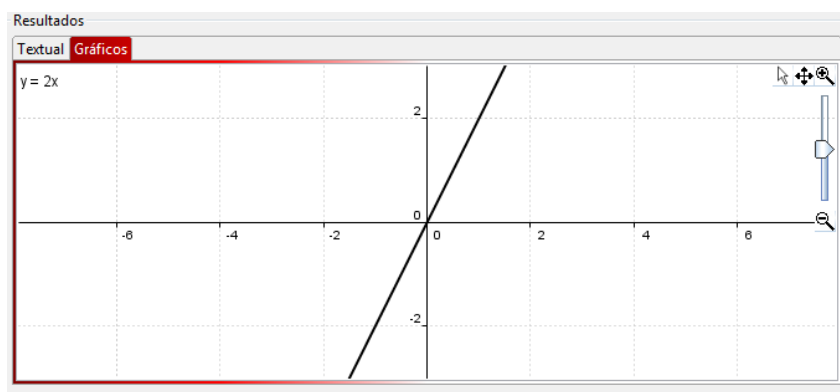 Resultados
Textual Gráficos
y = 2x
2
0
-6 -4 -2 0 2 4 6
-2